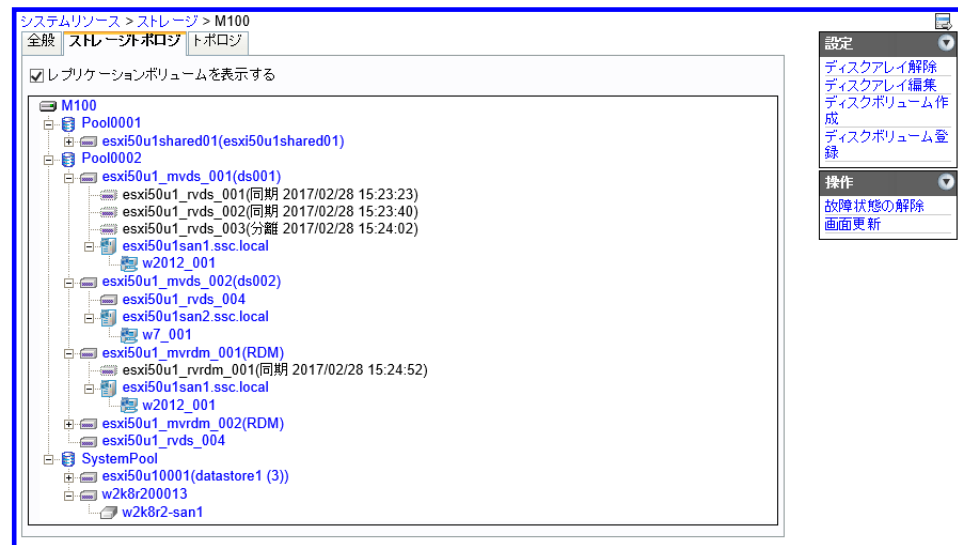 システムリソース > ストレージ > M100
全般 ストレージトポロジ トポロジ
レプリケーションボリュームを表示する
M100
Pool0001
esxi50u1shared01(esxi50u1shared01)
Pool0002
esxi50u1_mvds_001(ds001)
esxi50u1_rvds_001(同期 2017/02/28 15:23:23)
esxi50u1_rvds_002(同期 2017/02/28 15:23:40)
esxi50u1_rvds_003(分離 2017/02/28 15:24:02)
esxi50u1san1.ssc.local
w2012_001
esxi50u1_mvds_002(ds002)
esxi50u1_rvds_004
esxi50u1san2.ssc.local
w7_001
esxi50u1_mvrdm_001(RDM)
esxi50u1_rvrdm_001(同期 2017/02/28 15:24:52)
esxi50u1san1.ssc.local
w2012_001
esxi50u1_mvrdm_002(RDM)
esxi50u1_rvds_004
SystemPool
esxi50u10001(datastore1 (3))
w2k8r200013
w2k8r2-san1
設定
ディスクアレイ解除
ディスクアレイ編集
ディスクボリューム作
成
ディスクボリューム登
録
操作
故障状態の解除
画面更新